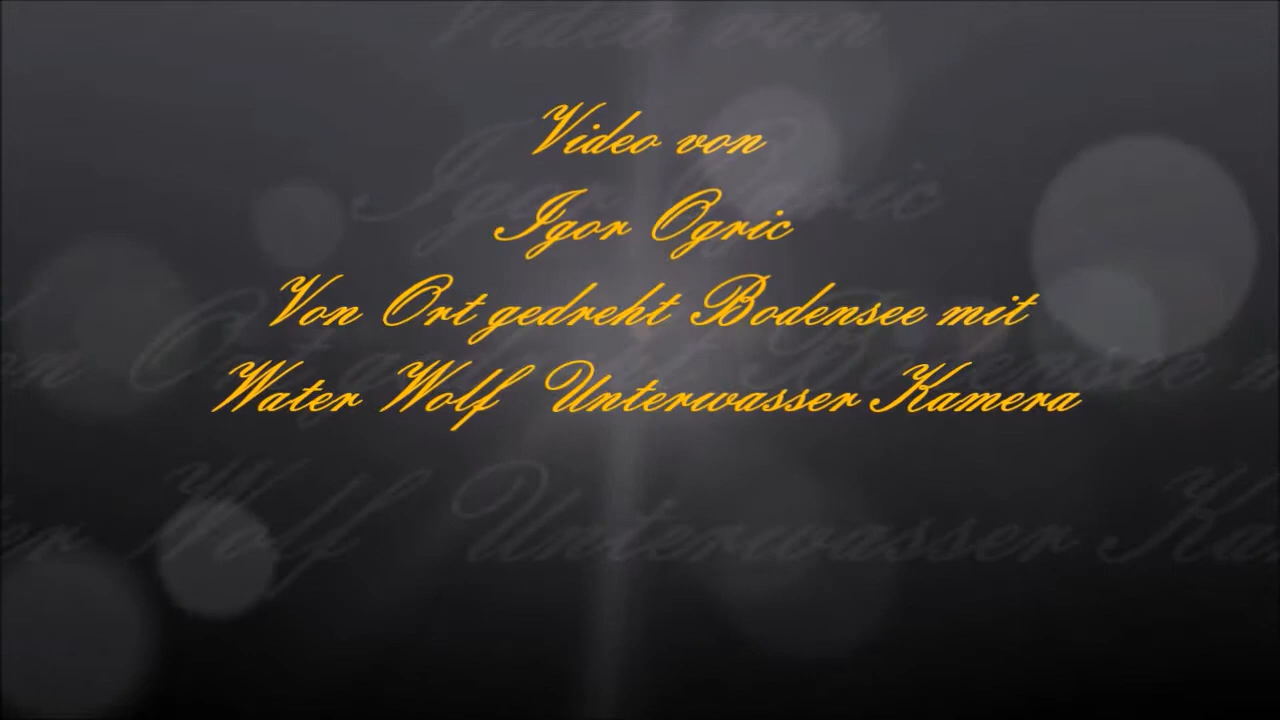 Video von
Igor Ogric
Von Ort gedreht Bodensee mit
Water Wolf Unterwasser Kamera